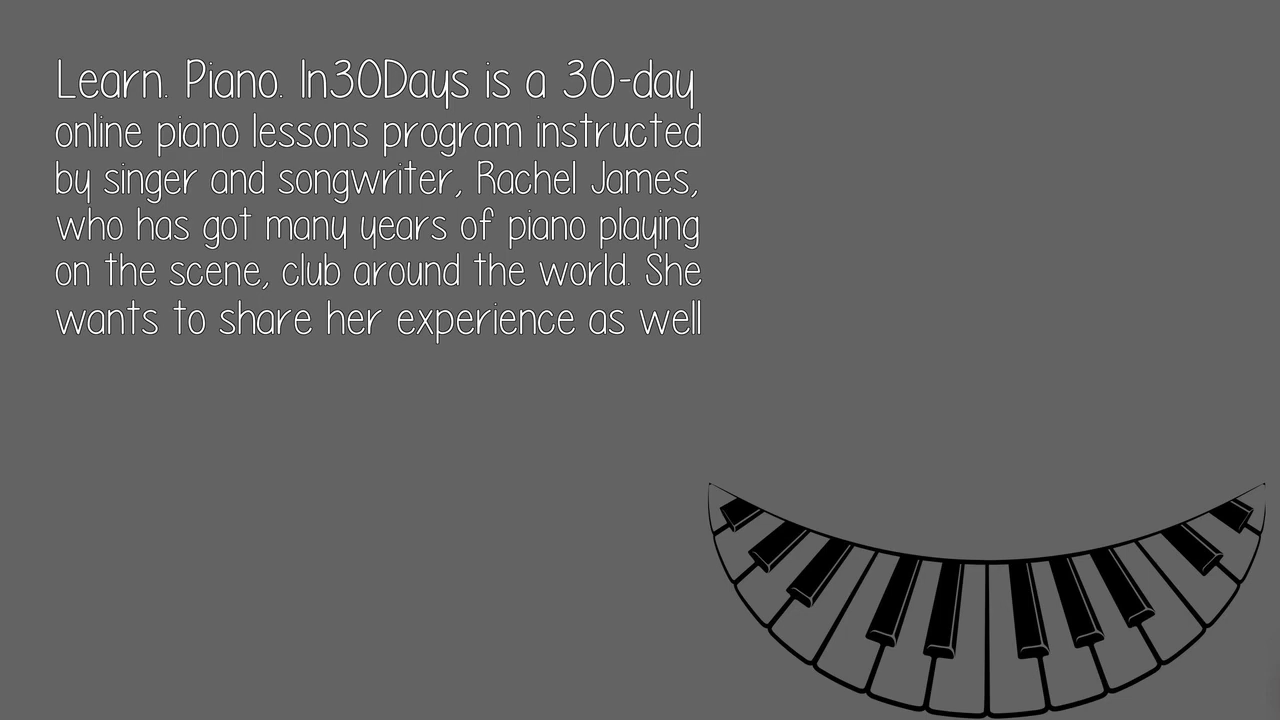 Learn. Piano. In30Days is a 30-day
online piano lessons program instructed
by singer and songwriter, Rachel James,
who has got many years of piano playing
on the scene, club around the world. She
wants to share her experience as well